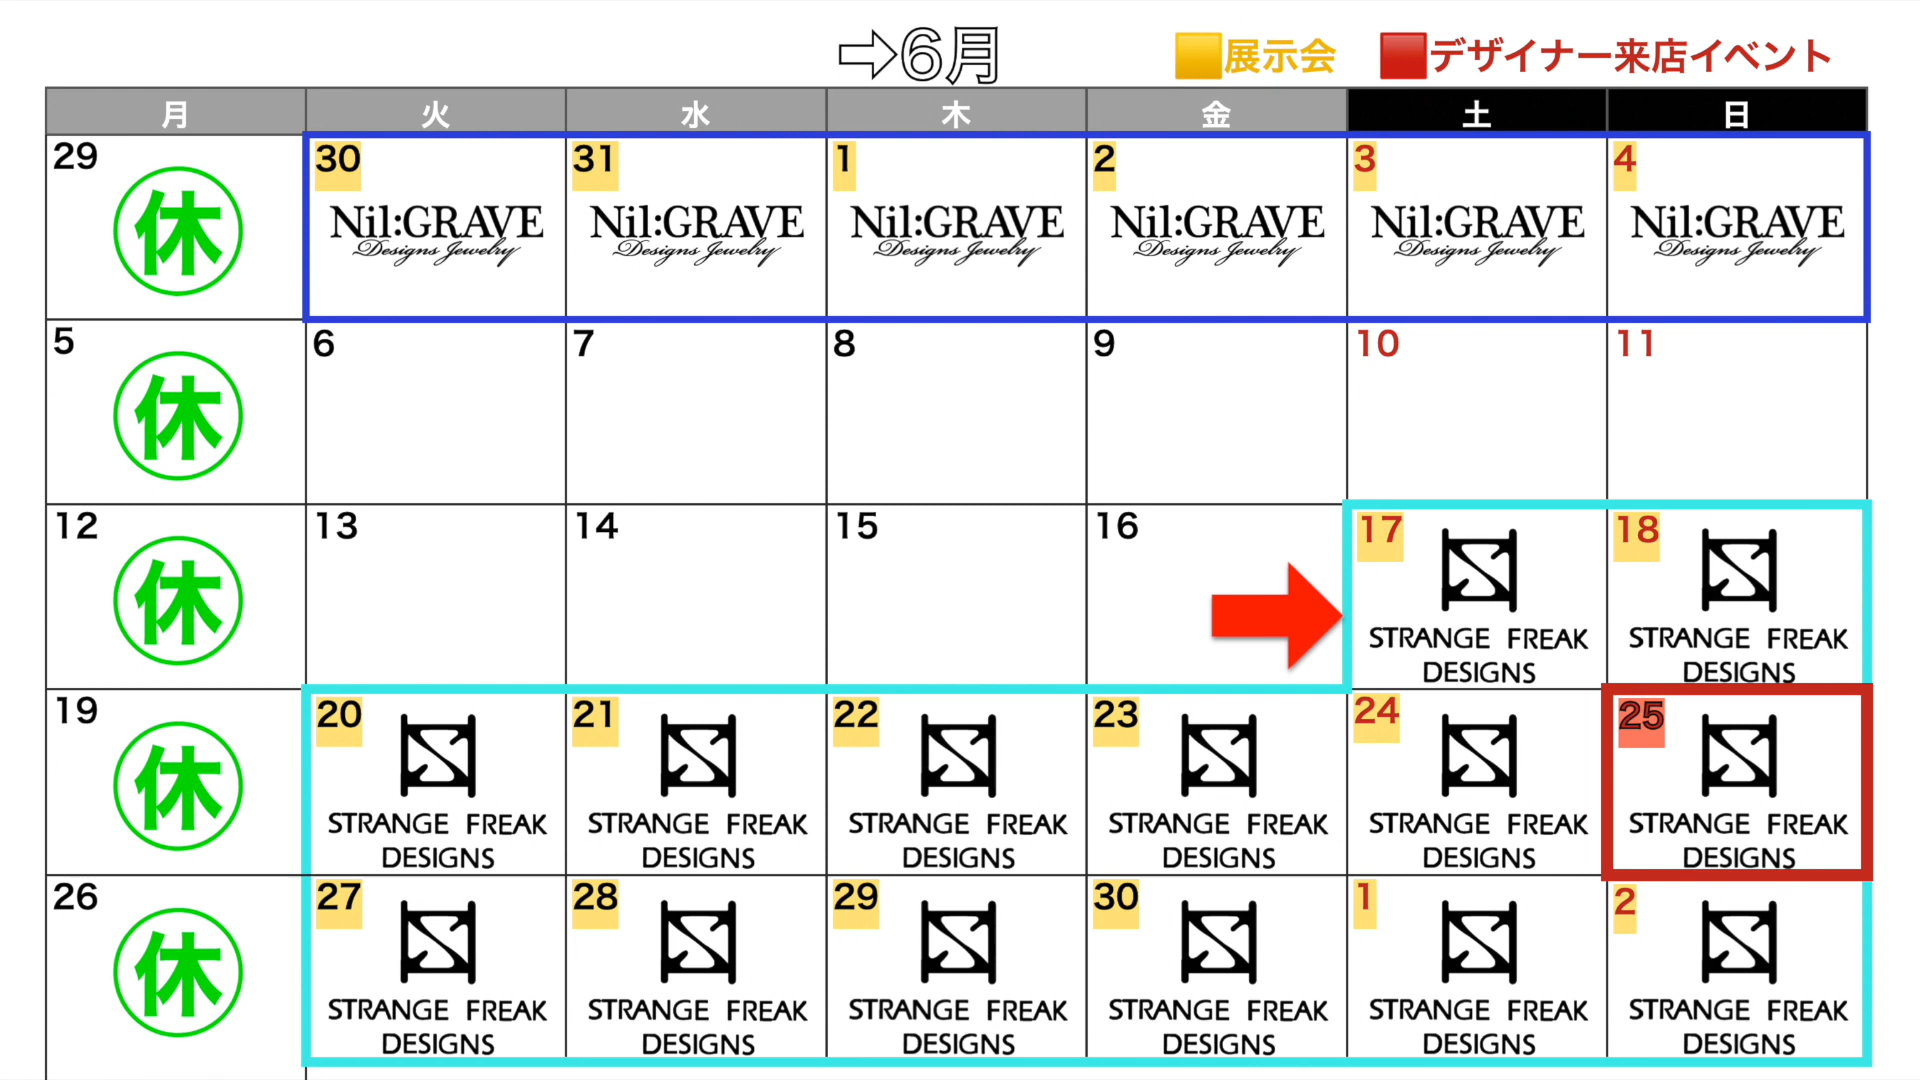 ⇨6月
展示会 デザイナー来店イベント
月 火 水 木 金 土 日
29 30 31 1 2 3 4
休
Nil:GRAVE Nil:GRAVE Nil:GRAVE Nil:GRAVE Nil:GRAVE Nil:GRAVE
Designs Jewelry Designs Jewelry Designs Jewelry Designs Jewelry Designs Jewelry Designs Jewelry
5 6 7 8 9 10 11
休
12 13 14 15 16 17 18
休
STRANGE FREAK STRANGE FREAK
DESIGNS DESIGNS
19 20 21 22 23 24 25
休
STRANGE FREAK STRANGE FREAK STRANGE FREAK STRANGE FREAK STRANGE FREAK STRANGE FREAK
DESIGNS DESIGNS DESIGNS DESIGNS DESIGNS DESIGNS
26 27 28 29 30 1 2
休
STRANGE FREAK STRANGE FREAK STRANGE FREAK STRANGE FREAK STRANGE FREAK STRANGE FREAK
DESIGNS DESIGNS DESIGNS DESIGNS DESIGNS DESIGNS